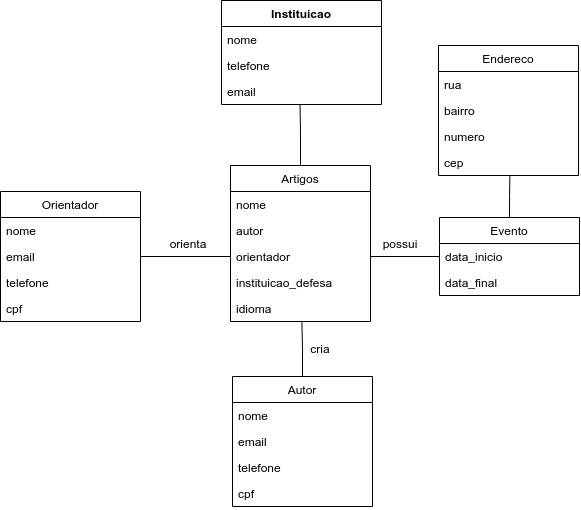 Instituicao
nome
telefone
email
Endereco
rua
bairro
numero
cep
Orientador
nome
email
telefone
cpf
orienta
Artigos
nome
autor
orientador
instituicao_defesa
idioma
possui
Evento
data_inicio
data_final
cria
Autor
nome
email
telefone
cpf